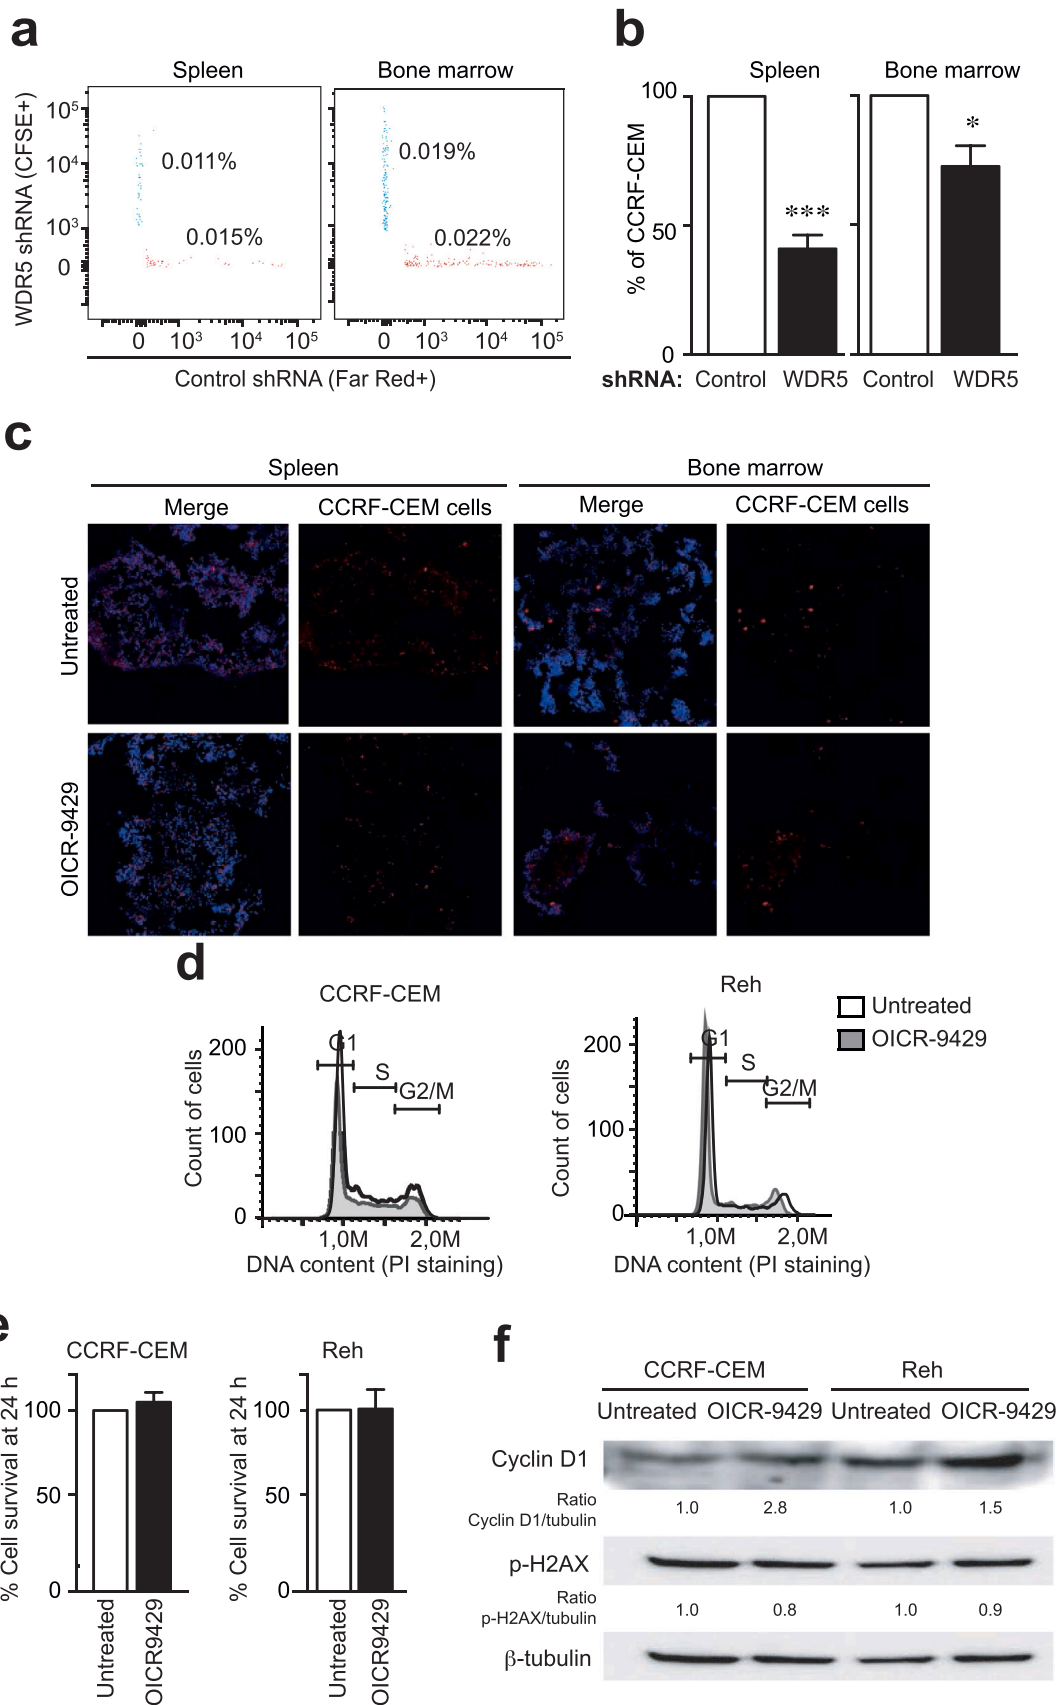 a
Spleen
Bone marrow
WDR5 shRNA (CFSE+)
10⁵
10⁴
10³
0
0.011%
0.015%
0.019%
0.022%
0 10³ 10⁴ 10⁵
0 10³ 10⁴ 10⁵
Control shRNA (Far Red+)
b
Spleen
Bone marrow
% of CCRF-CEM
100
50
0
***
*
shRNA: Control WDR5 Control WDR5
c
Spleen
Bone marrow
Merge
CCRF-CEM cells
Merge
CCRF-CEM cells
Untreated
OICR-9429
d
CCRF-CEM
Count of cells
200
100
0
G1
S
G2/M
1,0M 2,0M
DNA content (PI staining)
Reh
Count of cells
200
100
0
G1
S
G2/M
1,0M 2,0M
DNA content (PI staining)
Untreated
OICR-9429
e
CCRF-CEM
% Cell survival at 24 h
100
50
0
Untreated
OICR9429
Reh
% Cell survival at 24 h
100
50
0
Untreated
OICR9429
f
CCRF-CEM
Reh
Untreated OICR-9429 Untreated OICR-9429
Cyclin D1
Ratio
Cyclin D1/tubulin
1.0 2.8 1.0 1.5
p-H2AX
Ratio
p-H2AX/tubulin
1.0 0.8 1.0 0.9
β-tubulin